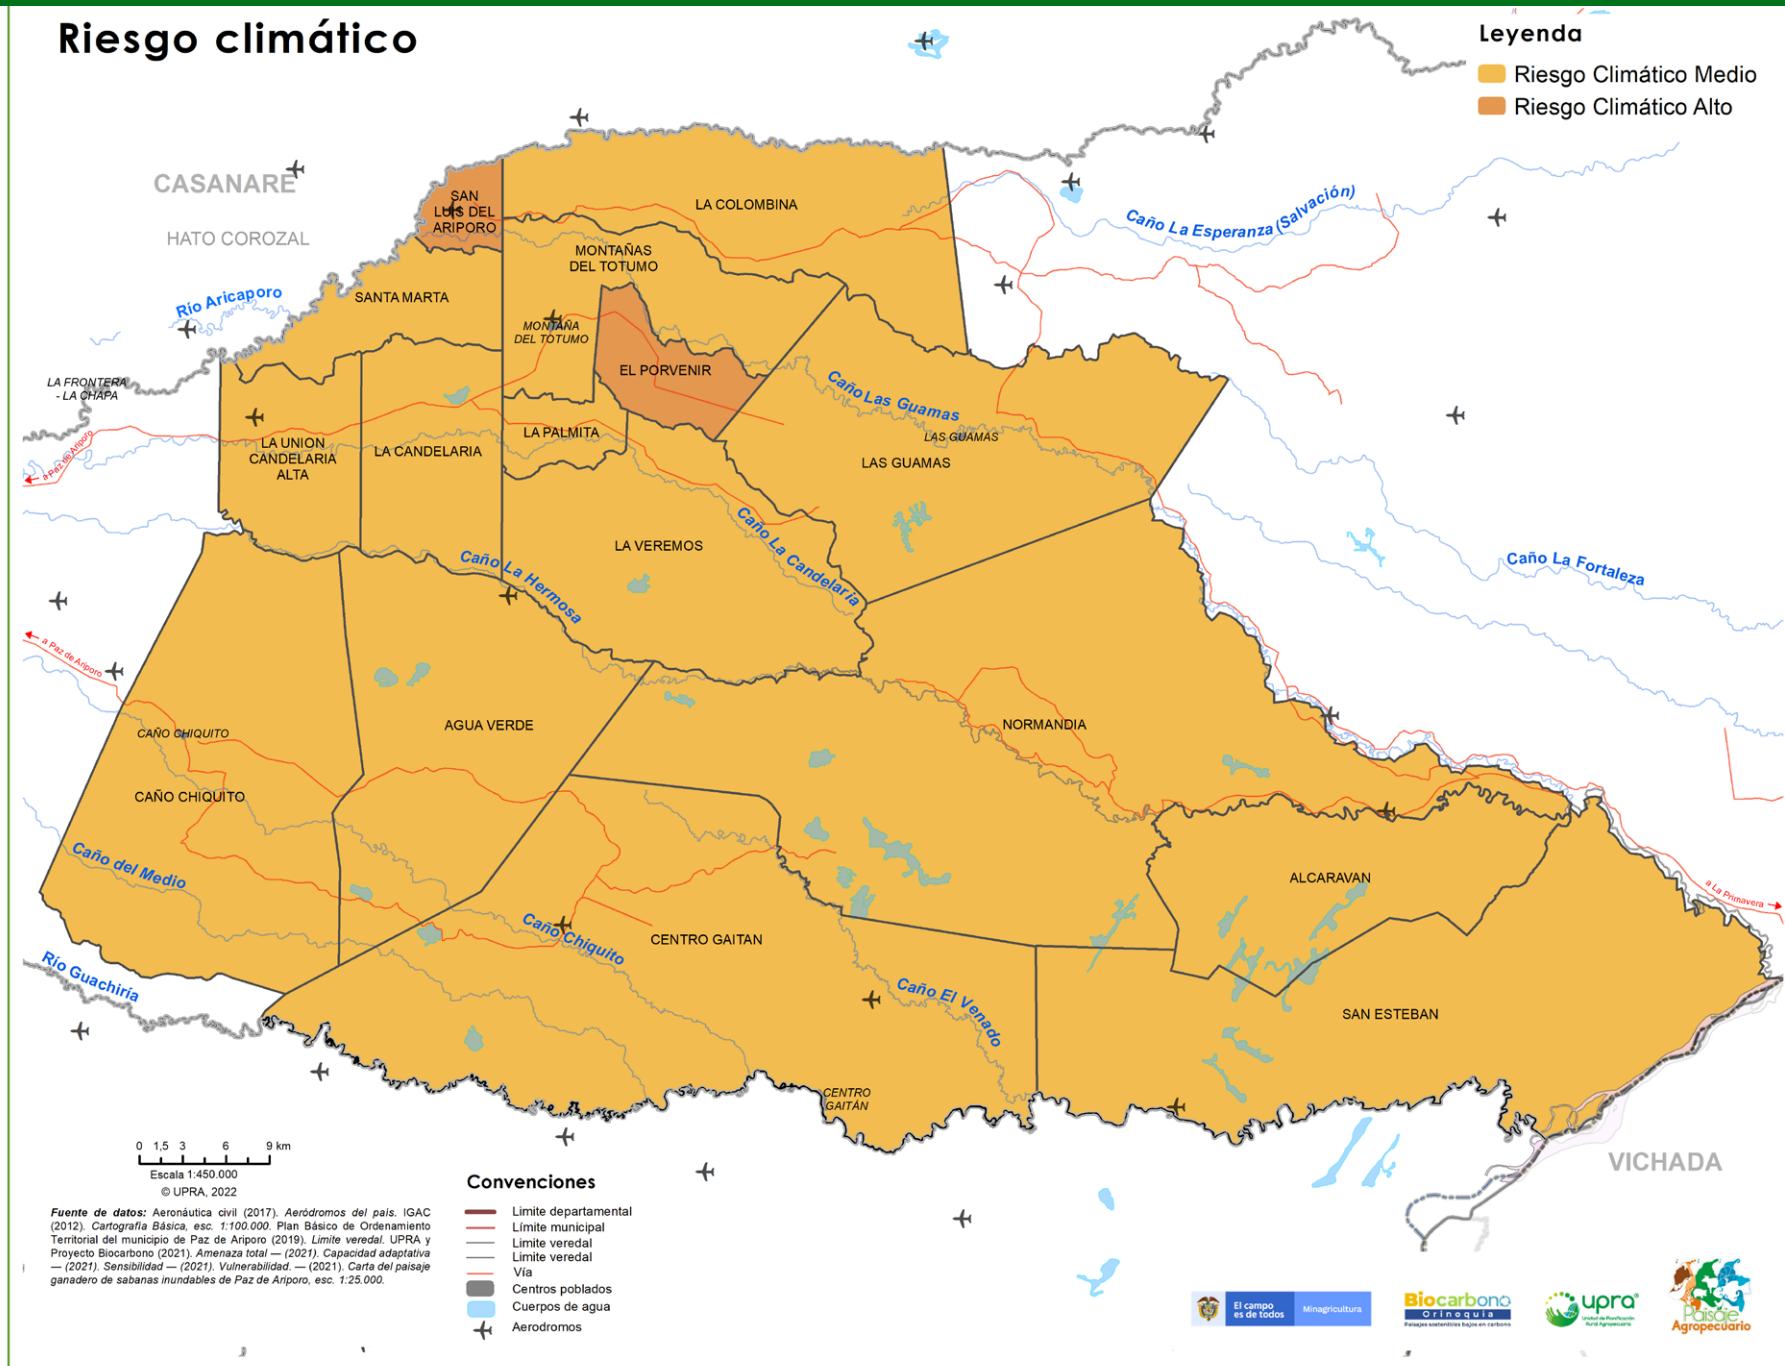 Riesgo climático
Leyenda
Riesgo Climático Medio
Riesgo Climático Alto
CASANARE
HATO COROZAL
SAN
LUIS DEL
ARIPORO
LA COLOMBINA
Caño La Esperanza (Salvación)
MONTAÑAS
DEL TOTUMO
Río Aricaporo
SANTA MARTA
MONTAÑA
DEL TOTUMO
EL PORVENIR
LA FRONTERA
- LA CHAPA
Caño Las Guamas
LAS GUAMAS
LAS GUAMAS
a Paz de Ariporo
LA UNION
CANDELARIA
ALTA
LA CANDELARIA
LA PALMITA
LA VEREMOS
Caño La Candelaria
Caño La Hermosa
Caño La Fortaleza
a Paz de Ariporo
AGUA VERDE
NORMANDIA
CAÑO CHIQUITO
CAÑO CHIQUITO
Caño del Medio
ALCARAVAN
a La Primavera
Caño Chiquito
CENTRO GAITAN
Río Guachiría
Caño El Venado
SAN ESTEBAN
CENTRO
GAITÁN
VICHADA
0 1,5 3 6 9 km
Escala 1:450.000
© UPRA, 2022
Fuente de datos: Aeronáutica civil (2017). Aeródromos del país. IGAC
(2012). Cartografía Básica, esc. 1:100.000. Plan Básico de Ordenamiento
Territorial del municipio de Paz de Ariporo (2019). Limite veredal. UPRA y
Proyecto Biocarbono (2021). Amenaza total — (2021). Capacidad adaptativa
— (2021). Sensibilidad — (2021). Vulnerabilidad. — (2021). Carta del paisaje
ganadero de sabanas inundables de Paz de Ariporo, esc. 1:25.000.
Convenciones
Limite departamental
Límite municipal
Limite veredal
Limite veredal
Vía
Centros poblados
Cuerpos de agua
Aerodromos
El campo
es de todos
Minagricultura
Biocarbono
Orinoquia
Paisajes sostenibles bajos en carbono
upra
Unidad de Planificación
Rural Agropecuaria
Paisaje
Agropecuario